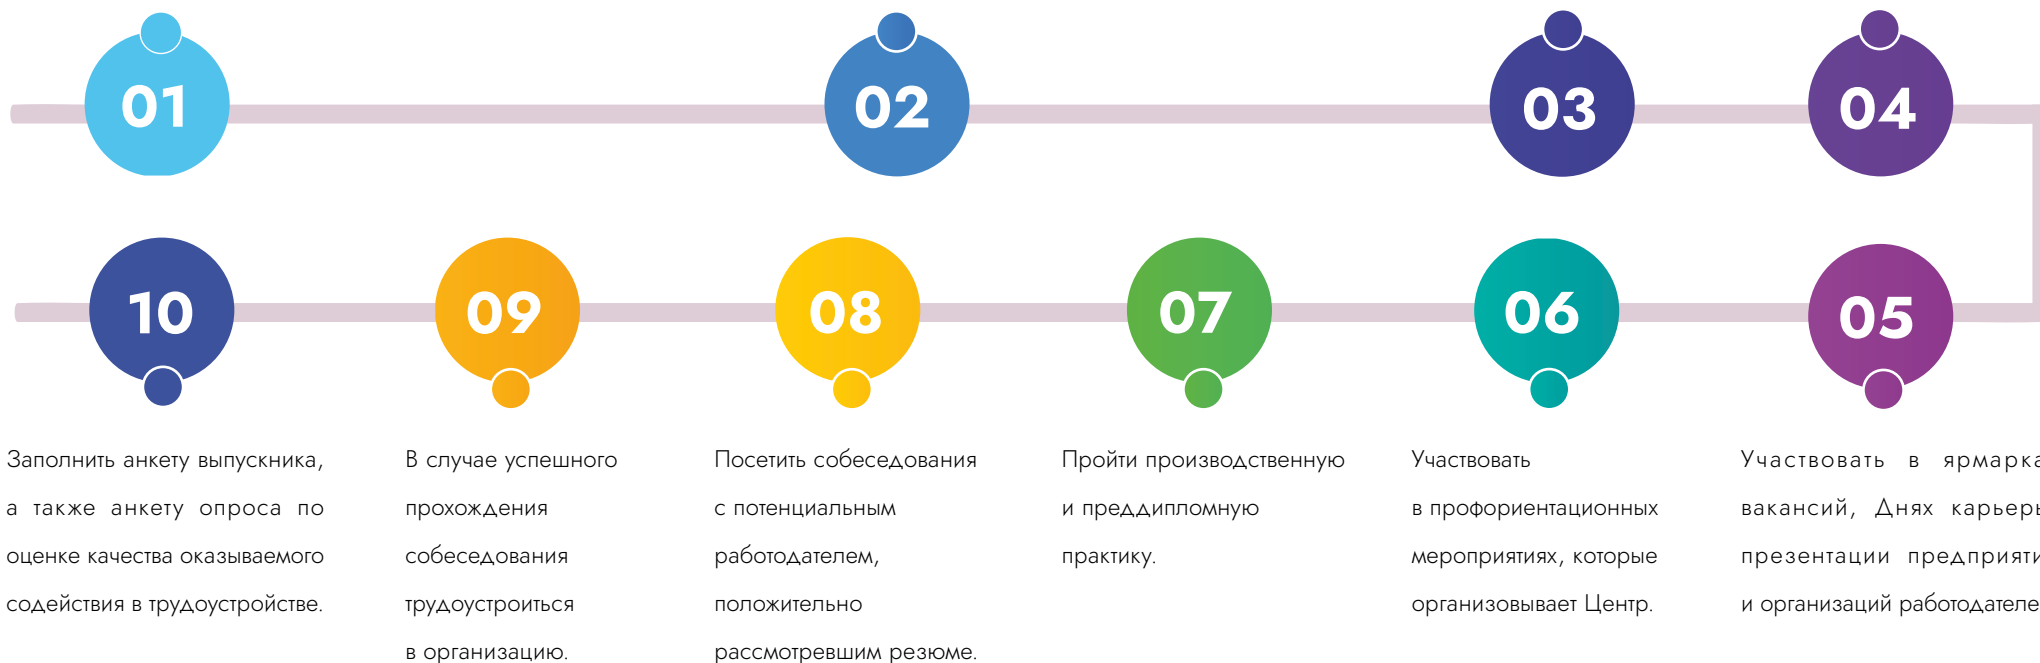 01
02
03
04
10
09
08
07
06
05
Заполнить анкету выпускника,
а также анкету опроса по
оценке качества оказываемого
содействия в трудоустройстве.
В случае успешного
прохождения
собеседования
трудоустроиться
в организацию.
Посетить собеседования
с потенциальным
работодателем,
положительно
рассмотревшим резюме.
Пройти производственную
и преддипломную
практику.
Участвовать
в профориентационных
мероприятиях, которые
организовывает Центр.
Участвовать в
вакансий, Днях
презентации
и организаций